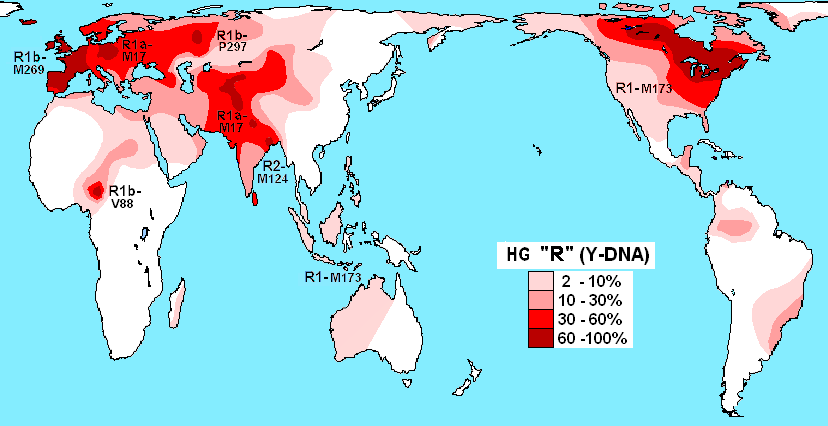 R1b-
M269
R1a-
M17
R1b-
P297
R1a-
M17
R2-
M124
R1b-
V88
R1-M173
R1-M173
HG "R" (Y-DNA)
2 -10%
10 -30%
30 -60%
60 -100%